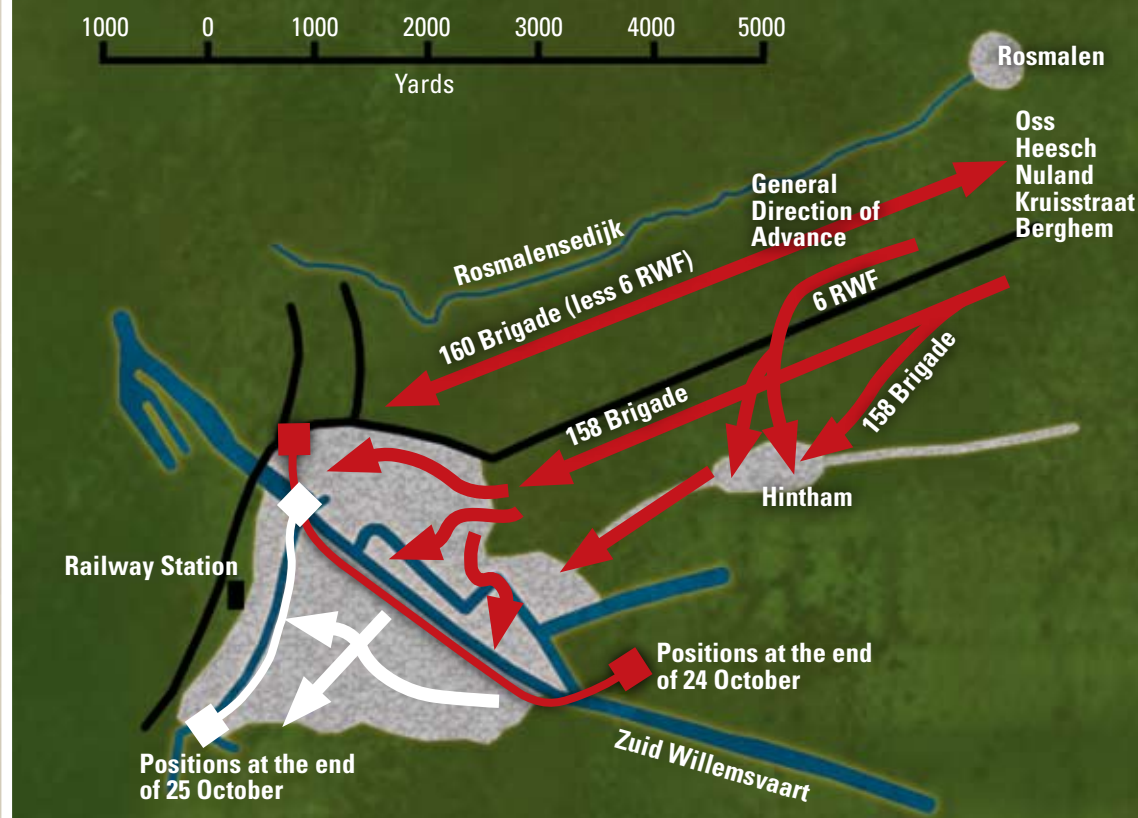 1000 0 1000 2000 3000 4000 5000
Yards
Rosmalen
Oss
Heesch
Nuland
Kruisstraat
Berghem
General
Direction of
Advance
Rosmalensedijk
160 Brigade (less 6 RWF)
6 RWF
158 Brigade
158 Brigade
Hintham
Railway Station
Positions at the end
of 24 October
Zuid Willemsvaart
Positions at the end
of 25 October